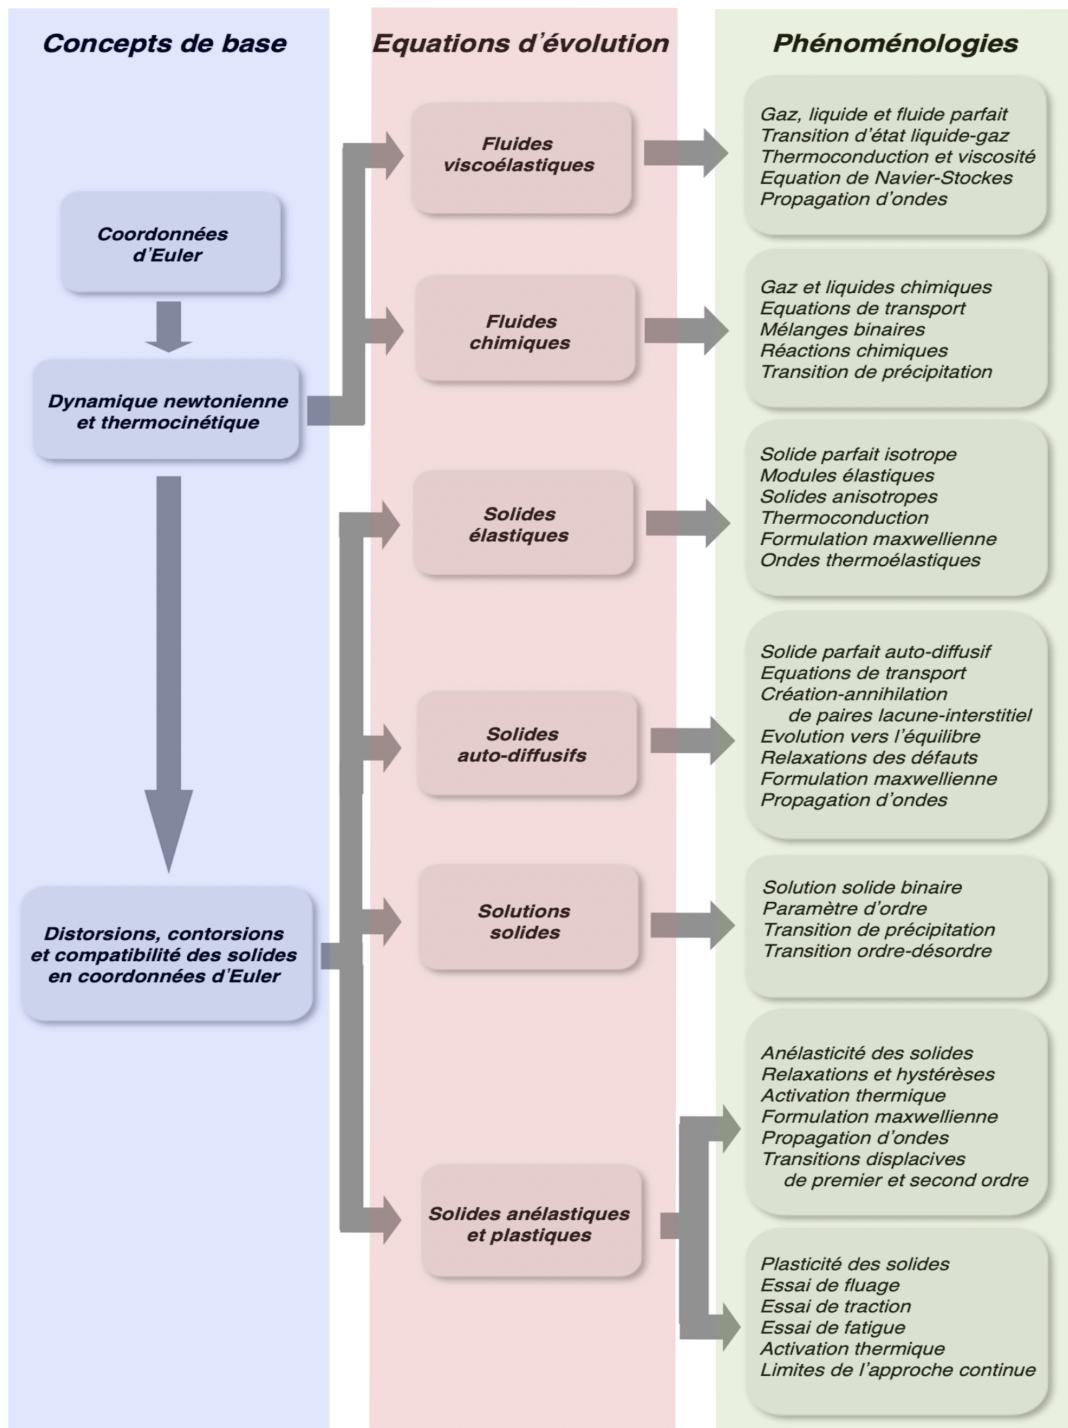 Concepts de base
Equations d'évolution
Phénoménologies
Coordonnées
d'Euler
Dynamique newtonienne
et thermocinétique
Distorsions, contorsions
et compatibilité des solides
en coordonnées d'Euler
Fluides
viscoélastiques
Fluides
chimiques
Solides
élastiques
Solides
auto-diffusifs
Solutions
solides
Solides anélastiques
et plastiques
Gaz, liquide et fluide parfait
Transition d'état liquide-gaz
Thermoconduction et viscosité
Equation de Navier-Stockes
Propagation d'ondes
Gaz et liquides chimiques
Equations de transport
Mélanges binaires
Réactions chimiques
Transition de précipitation
Solide parfait isotrope
Modules élastiques
Solides anisotropes
Thermoconduction
Formulation maxwellienne
Ondes thermoélastiques
Solide parfait auto-diffusif
Equations de transport
Création-annihilation
de paires lacune-interstitiel
Evolution vers l'équilibre
Relaxations des défauts
Formulation maxwellienne
Propagation d'ondes
Solution solide binaire
Paramètre d'ordre
Transition de précipitation
Transition ordre-désordre
Anélasticité des solides
Relaxations et hystérèses
Activation thermique
Formulation maxwellienne
Propagation d'ondes
Transitions displacives
de premier et second ordre
Plasticité des solides
Essai de fluage
Essai de traction
Essai de fatigue
Activation thermique
Limites de l'approche continue